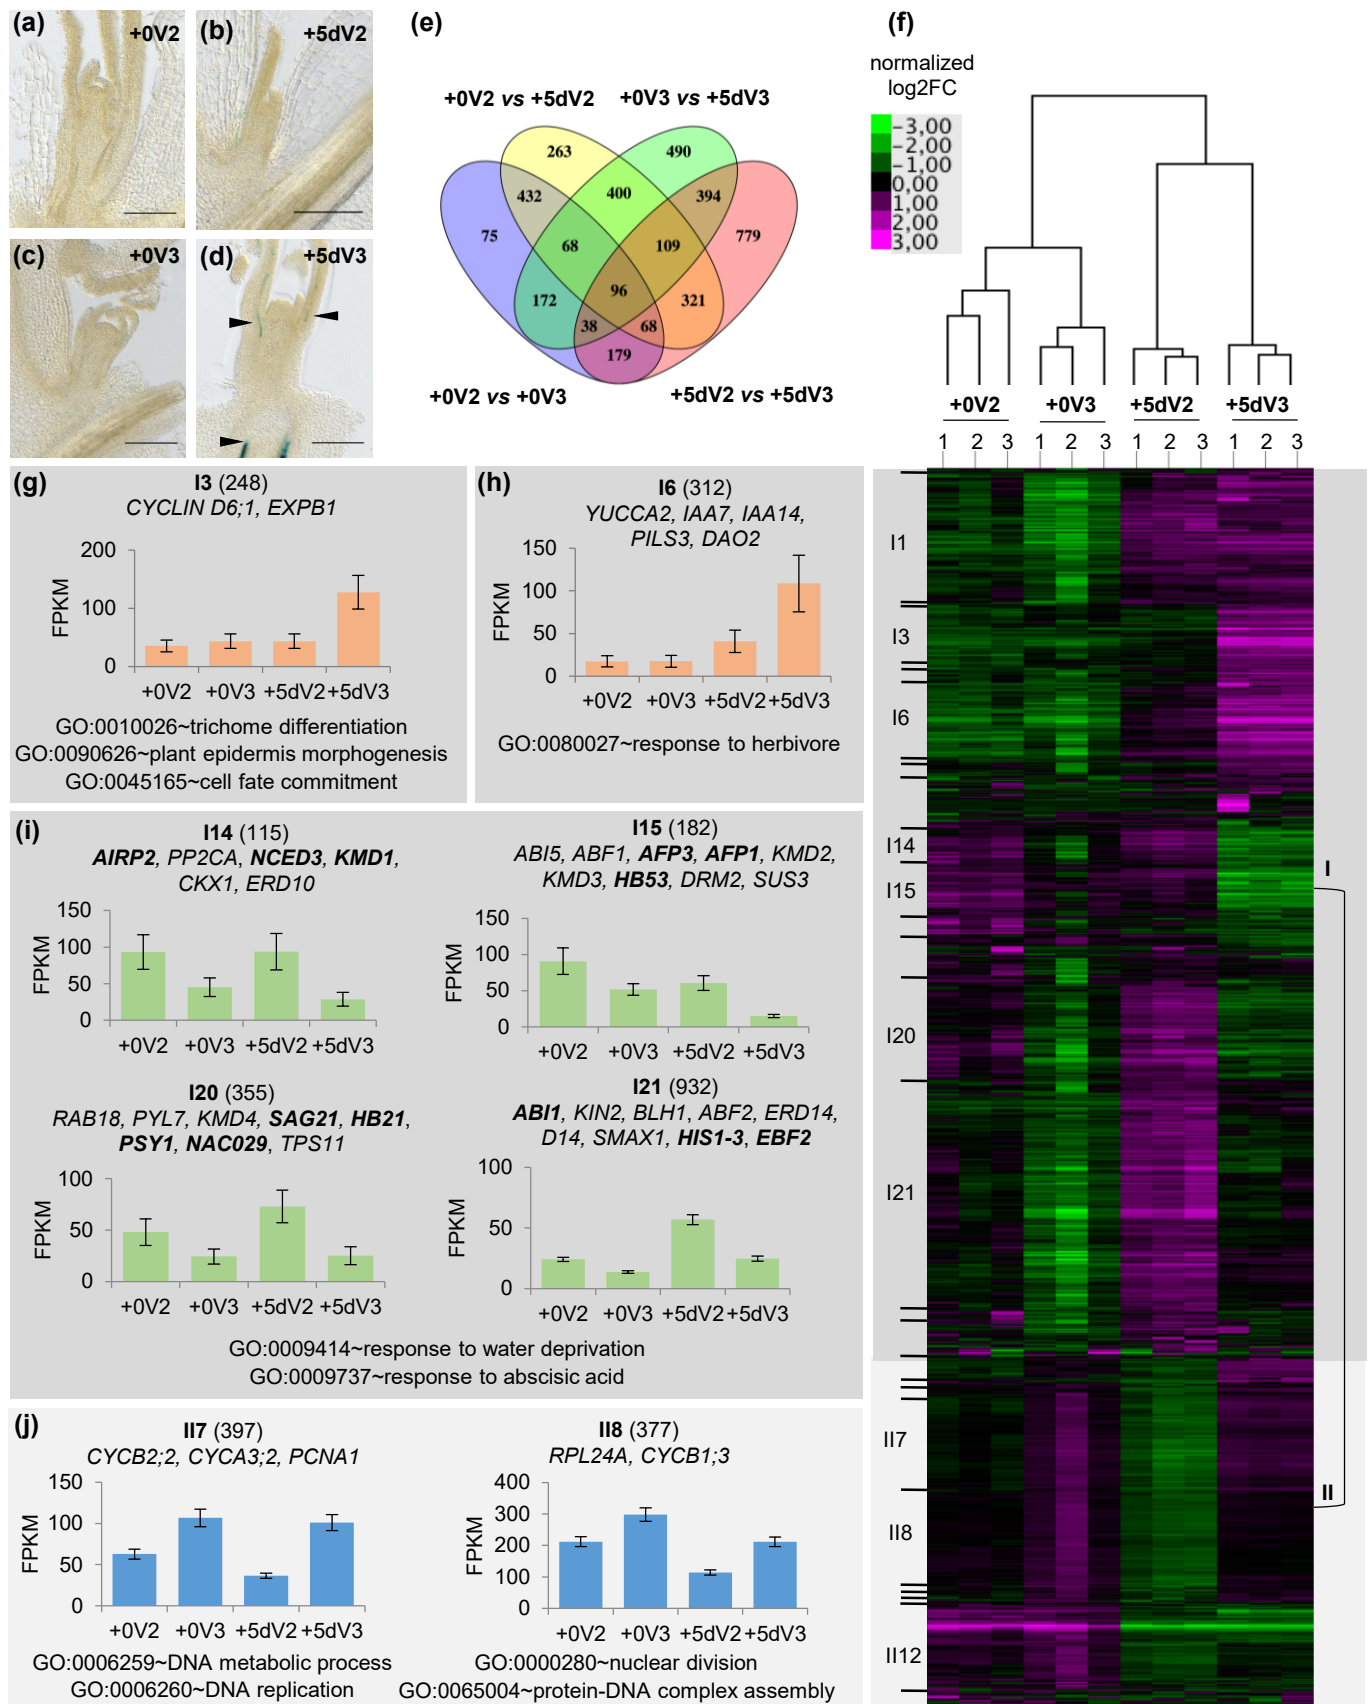 (a)
+0V2
(b)
+5dV2
(c)
+0V3
(d)
+5dV3
(e)
+0V2 vs +5dV2
+0V3 vs +5dV3
263
490
432
400
394
75
68
109
779
172
96
321
38
68
179
+0V2 vs +0V3
+5dV2 vs +5dV3
(f)
normalized
log2FC
-3,00
-2,00
-1,00
0,00
1,00
2,00
3,00
+0V2
+0V3
+5dV2
+5dV3
1 2 3 1 2 3 1 2 3 1 2 3
I1
I3
I6
I14
I15
I20
I21
II7
II8
II12
I
II
(g)
I3 (248)
CYCLIN D6;1, EXPB1
FPKM
200
100
0
+0V2 +0V3 +5dV2 +5dV3
GO:0010026~trichome differentiation
GO:0090626~plant epidermis morphogenesis
GO:0045165~cell fate commitment
(h)
I6 (312)
YUCCA2, IAA7, IAA14,
PILS3, DAO2
FPKM
150
100
50
0
+0V2 +0V3 +5dV2 +5dV3
GO:0080027~response to herbivore
(i)
I14 (115)
AIRP2, PP2CA, NCED3, KMD1,
CKX1, ERD10
FPKM
150
100
50
0
+0V2 +0V3 +5dV2 +5dV3
I15 (182)
ABI5, ABF1, AFP3, AFP1, KMD2,
KMD3, HB53, DRM2, SUS3
FPKM
150
100
50
0
+0V2 +0V3 +5dV2 +5dV3
I20 (355)
RAB18, PYL7, KMD4, SAG21, HB21,
PSY1, NAC029, TPS11
FPKM
100
50
0
+0V2 +0V3 +5dV2 +5dV3
I21 (932)
ABI1, KIN2, BLH1, ABF2, ERD14,
D14, SMAX1, HIS1-3, EBF2
FPKM
100
50
0
+0V2 +0V3 +5dV2 +5dV3
GO:0009414~response to water deprivation
GO:0009737~response to abscisic acid
(j)
II7 (397)
CYCB2;2, CYCA3;2, PCNA1
FPKM
150
100
50
0
+0V2 +0V3 +5dV2 +5dV3
GO:0006259~DNA metabolic process
GO:0006260~DNA replication
II8 (377)
RPL24A, CYCB1;3
FPKM
400
300
200
100
0
+0V2 +0V3 +5dV2 +5dV3
GO:0000280~nuclear division
GO:0065004~protein-DNA complex assembly